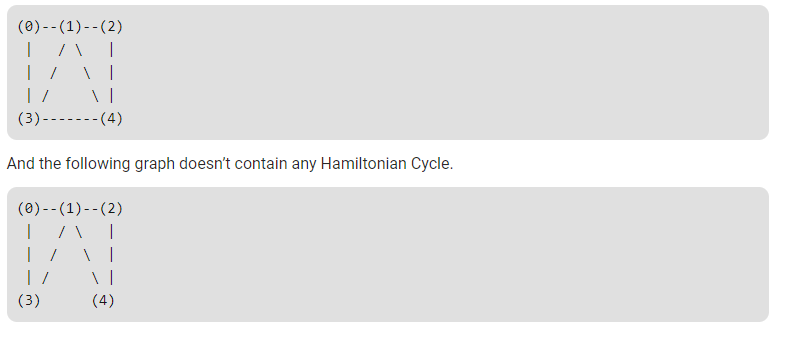 (0)--(1)--(2)
 |   / \   |
 |  /   \  |
 | /     \ |
(3)-------(4)
And the following graph doesn’t contain any Hamiltonian Cycle.
(0)--(1)--(2)
 |   / \   |
 |  /   \  |
 | /     \ |
(3)      (4)